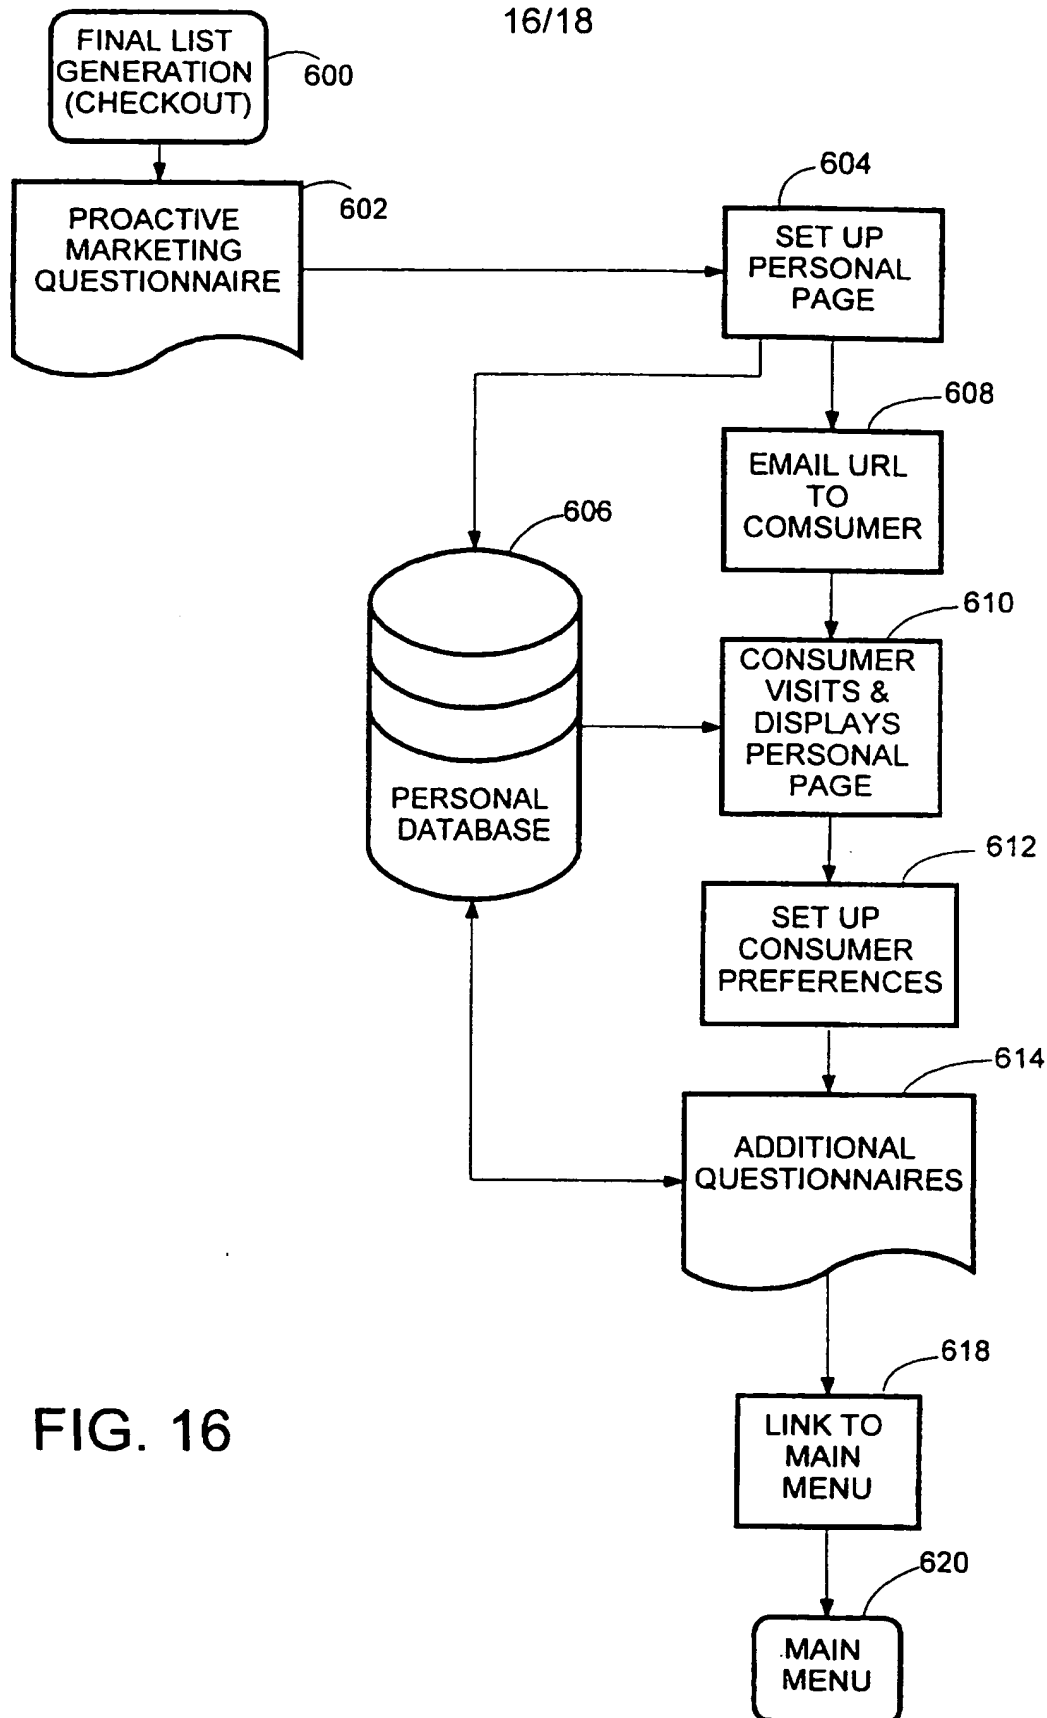 16/18
FINAL LIST
GENERATION
(CHECKOUT)
600
PROACTIVE
MARKETING
QUESTIONNAIRE
602
604
SET UP
PERSONAL
PAGE
608
EMAIL URL
TO
COMSUMER
606
PERSONAL
DATABASE
610
CONSUMER
VISITS &
DISPLAYS
PERSONAL
PAGE
612
SET UP
CONSUMER
PREFERENCES
614
ADDITIONAL
QUESTIONNAIRES
618
LINK TO
MAIN
MENU
620
MAIN
MENU
FIG. 16